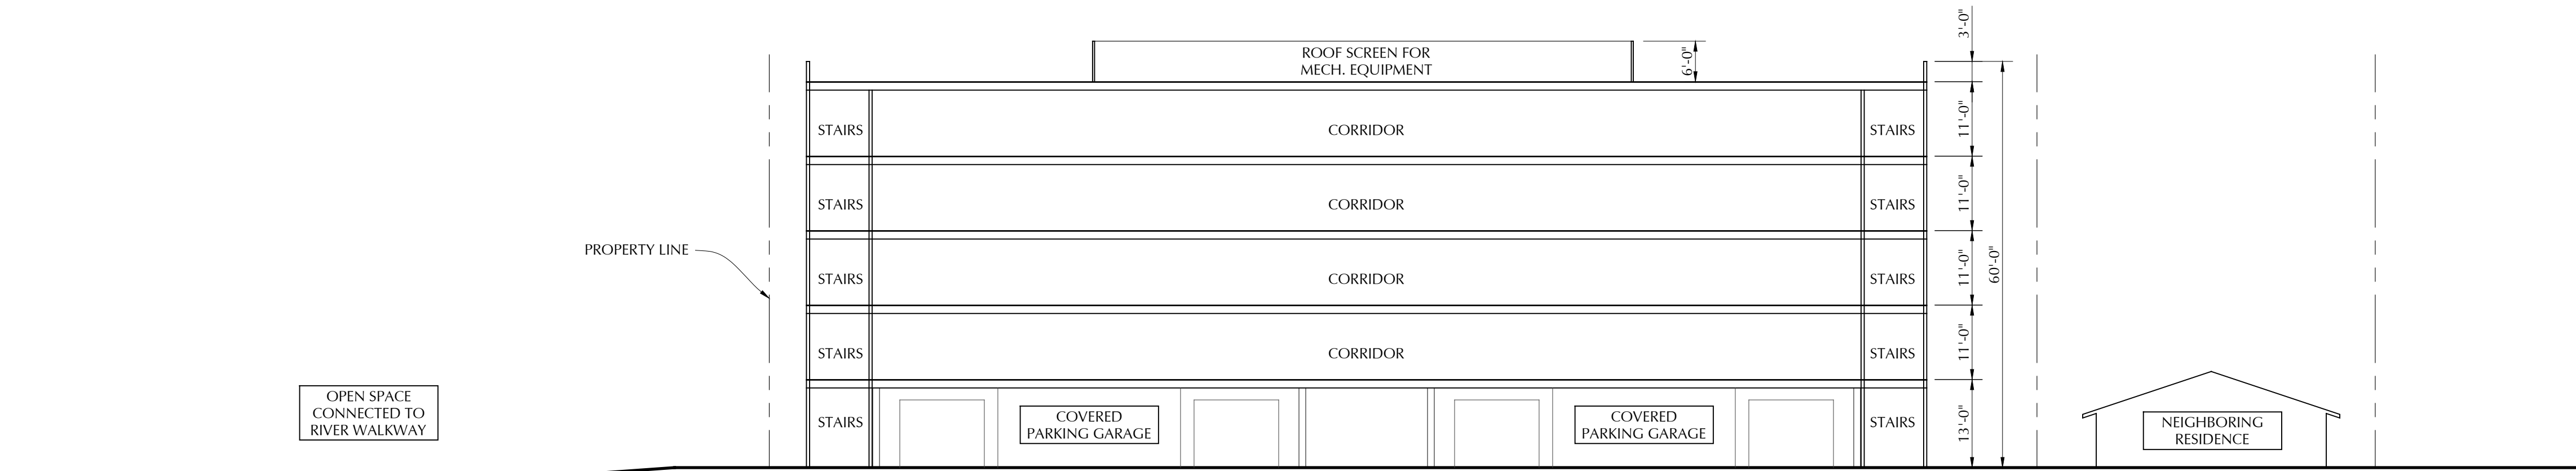 3'-0"
ROOF SCREEN FOR
MECH. EQUIPMENT
6'-0"
STAIRS
CORRIDOR
STAIRS
11'-0"
STAIRS
CORRIDOR
STAIRS
11'-0"
PROPERTY LINE
STAIRS
CORRIDOR
STAIRS
11'-0"
60'-0"
STAIRS
CORRIDOR
STAIRS
11'-0"
OPEN SPACE
CONNECTED TO
RIVER WALKWAY
STAIRS
COVERED
PARKING GARAGE
COVERED
PARKING GARAGE
STAIRS
13'-0"
NEIGHBORING
RESIDENCE